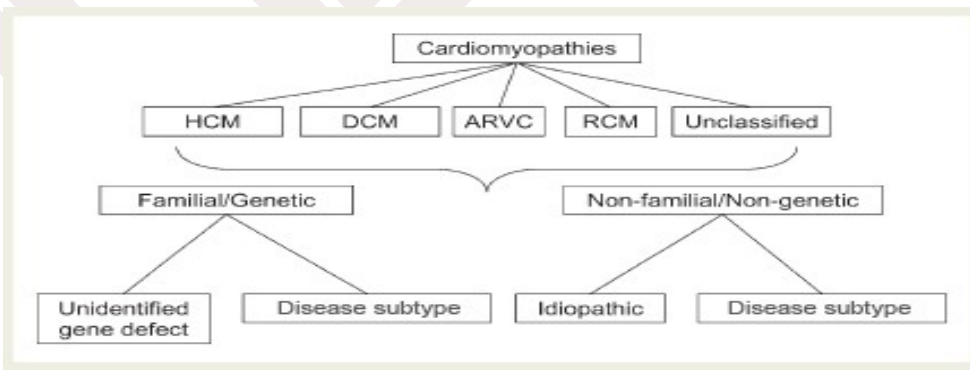 Cardiomyopathies
HCM
DCM
ARVC
RCM
Unclassified
Familial/Genetic
Non-familial/Non-genetic
Unidentified
gene defect
Disease subtype
Idiopathic
Disease subtype